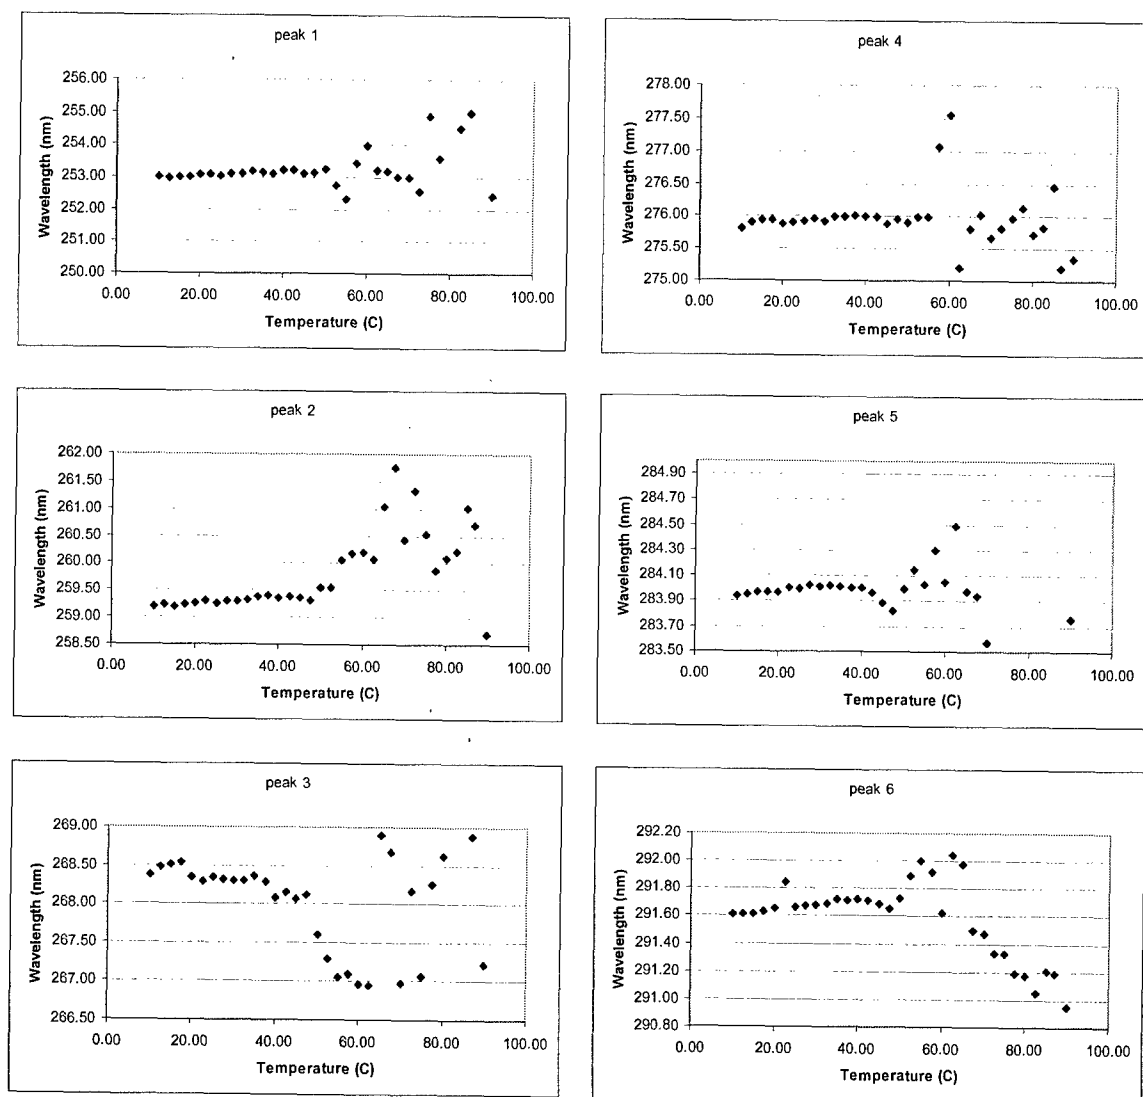 peak 1
Wavelength (nm)
256.00
255.00
254.00
253.00
252.00
251.00
250.00
0.00 20.00 40.00 60.00 80.00 100.00
Temperature (C)
peak 4
Wavelength (nm)
278.00
277.50
277.00
276.50
276.00
275.50
275.00
0.00 20.00 40.00 60.00 80.00 100.00
Temperature (C)
peak 2
Wavelength (nm)
262.00
261.50
261.00
260.50
260.00
259.50
259.00
258.50
0.00 20.00 40.00 60.00 80.00 100.00
Temperature (C)
peak 5
Wavelength (nm)
284.90
284.70
284.50
284.30
284.10
283.90
283.70
283.50
0.00 20.00 40.00 60.00 80.00 100.00
Temperature (C)
peak 3
Wavelength (nm)
269.00
268.50
268.00
267.50
267.00
266.50
0.00 20.00 40.00 60.00 80.00 100.00
Temperature (C)
peak 6
Wavelength (nm)
292.20
292.00
291.80
291.60
291.40
291.20
291.00
290.80
0.00 20.00 40.00 60.00 80.00 100.00
Temperature (C)